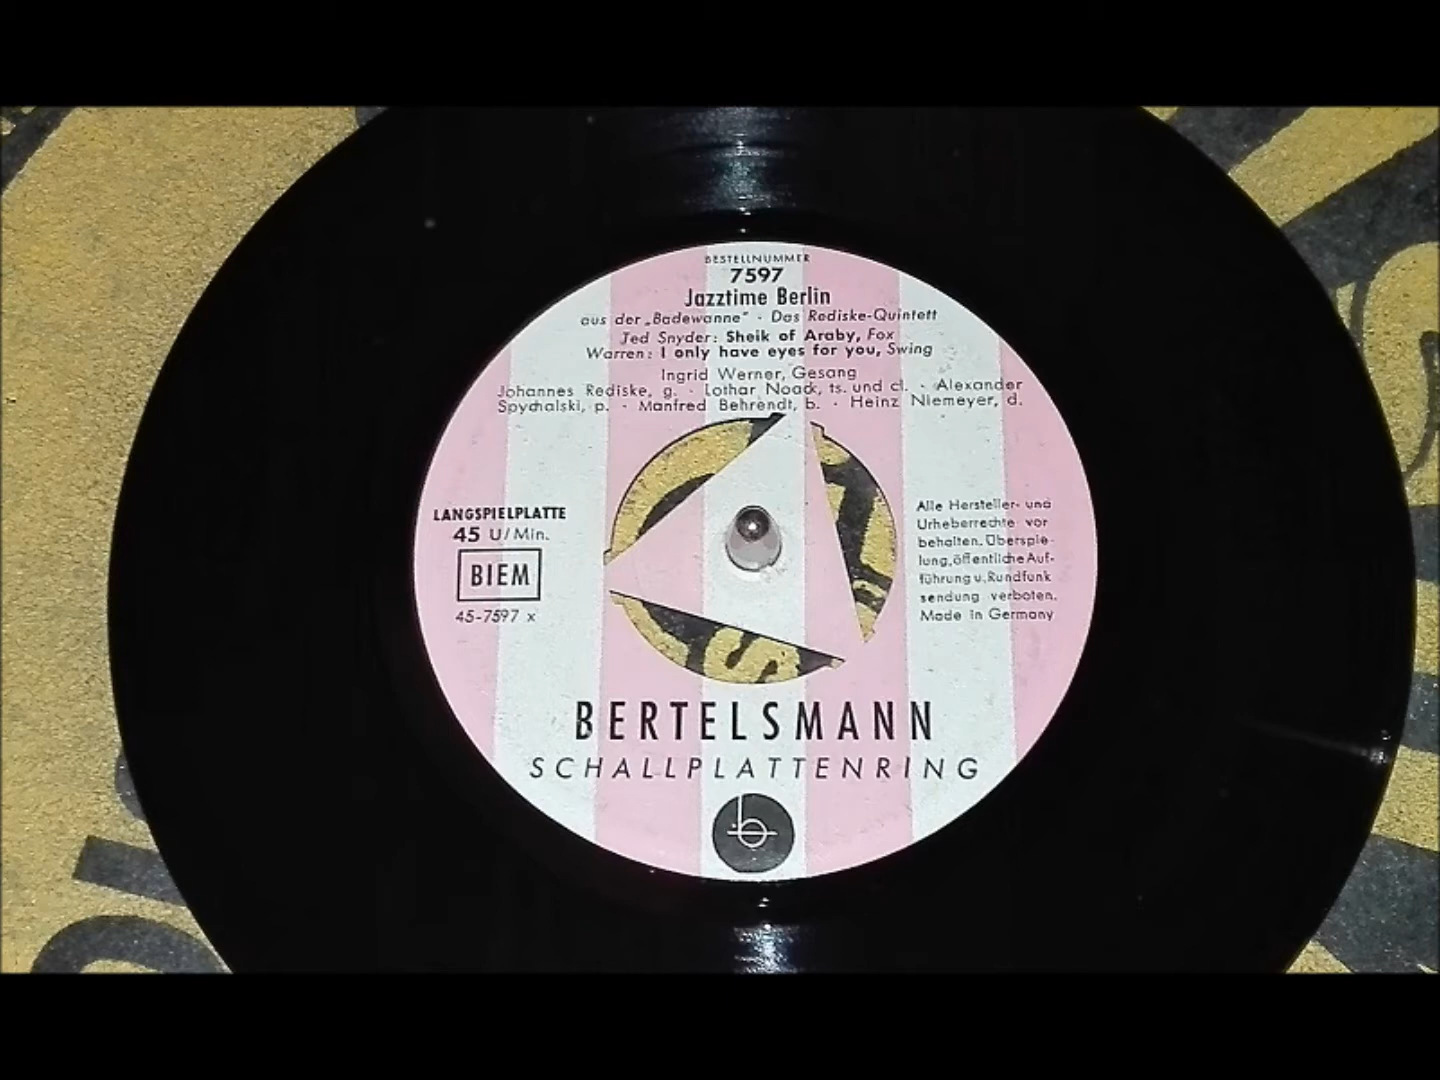 BESTELLNUMMER
7597
Jazztime Berlin
aus der „Badewanne" · Das Rediske-Quintett
Ted Snyder: Sheik of Araby, Fox
Warren: I only have eyes for you, Swing
Ingrid Werner, Gesang
Johannes Rediske, g. · Lothar Noack, ts. und cl. · Alexander
Spychalski, p. · Manfred Behrendt, b. · Heinz Niemeyer, d.
LANGSPIELPLATTE
45 U/Min.
BIEM
45-7597 x
Alle Hersteller- und
Urheberrechte vor
behalten. Überspie-
lung, öffentliche Auf-
führung u. Rundfunk
sendung verboten.
Made in Germany
BERTELSMANN
SCHALLPLATTENRING
b